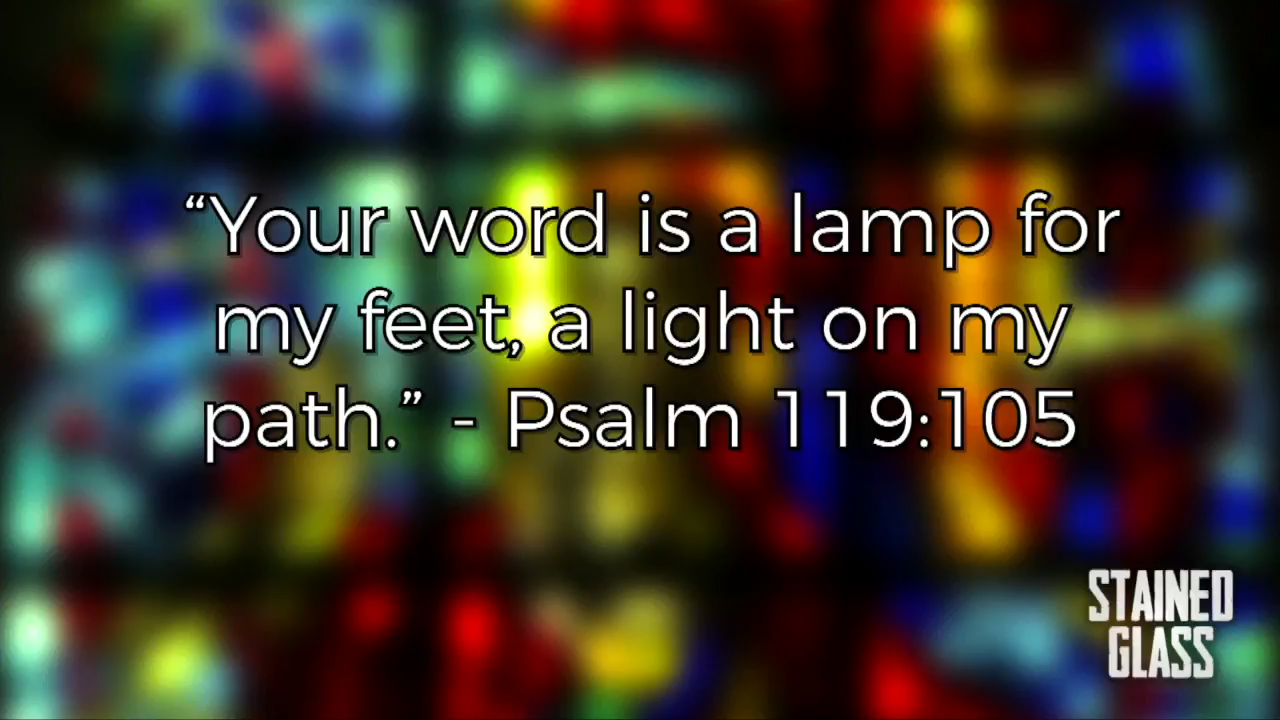 “Your word is a lamp for
my feet, a light on my
path.” - Psalm 119:105
STAINED
GLASS